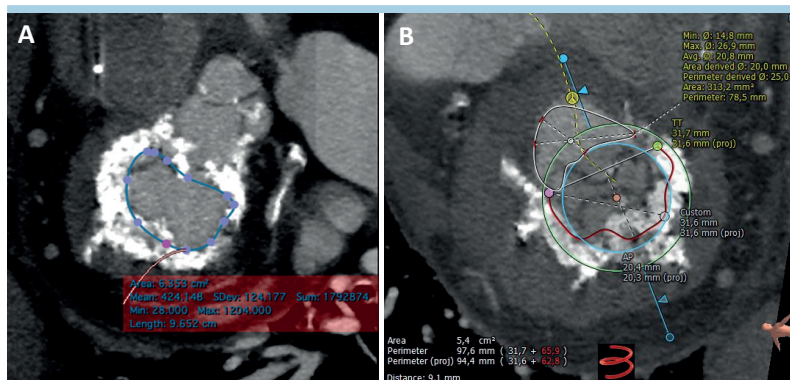 A
Area: 6.353 cm²
Mean: 424.148 SDev: 124.177 Sum: 1792874
Min: 28.000 Max: 1204.000
Length: 9.652 cm
B
Min. Ø: 14,8 mm
Max. Ø: 26,9 mm
Avg. Ø: 20,8 mm
Area derived Ø: 20,0 mm
Perimeter derived Ø: 25,0
Area: 313,2 mm²
Perimeter: 78,5 mm
TT
31,7 mm
31,6 mm (proj)
Custom
31,6 mm
31,6 mm (proj)
AP
20,4 mm
20,3 mm (proj)
Area 5,4 cm²
Perimeter 97,6 mm ( 31,7 + 65,9 )
Perimeter (proj) 94,4 mm ( 31,6 + 62,8 )
Distance: 9,1 mm